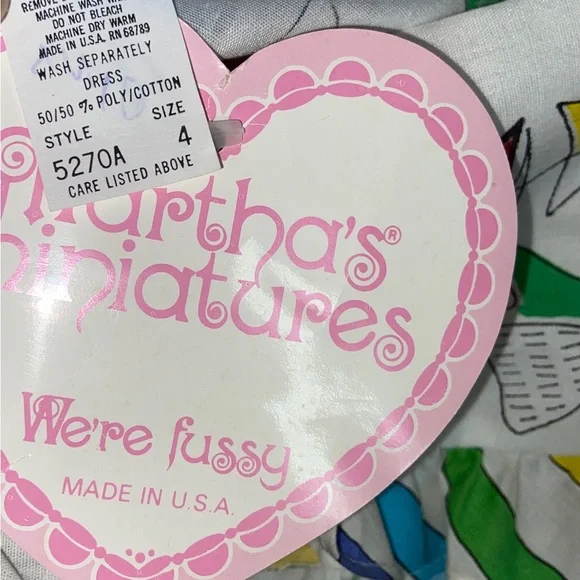 REMOVE
MACHINE WASH WARM
DO NOT BLEACH
MACHINE DRY WARM
MADE IN U.S.A. RN 68789
WASH SEPARATELY
DRESS
50/50 % POLY/COTTON
STYLE SIZE
5270A 4
CARE LISTED ABOVE
Martha's®
miniatures
We're fussy
MADE IN U.S.A.